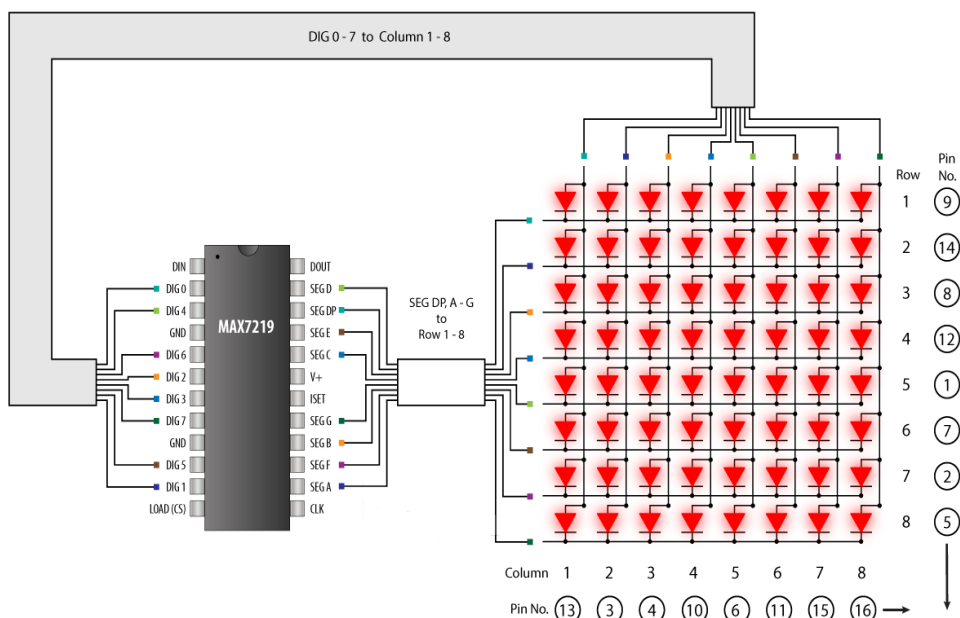 DIG 0 - 7 to Column 1 - 8
Pin
Row No.
1 9
2 14
3 8
4 12
5 1
6 7
7 2
8 5
DIN
DIG 0
DIG 4
GND
DIG 6
DIG 2
DIG 3
DIG 7
GND
DIG 5
DIG 1
LOAD (CS)
MAX7219
DOUT
SEG D
SEG DP
SEG E
SEG C
V+
ISET
SEG G
SEG B
SEG F
SEG A
CLK
SEG DP, A - G
to
Row 1 - 8
Column 1 2 3 4 5 6 7 8
Pin No. 13 3 4 10 6 11 15 16